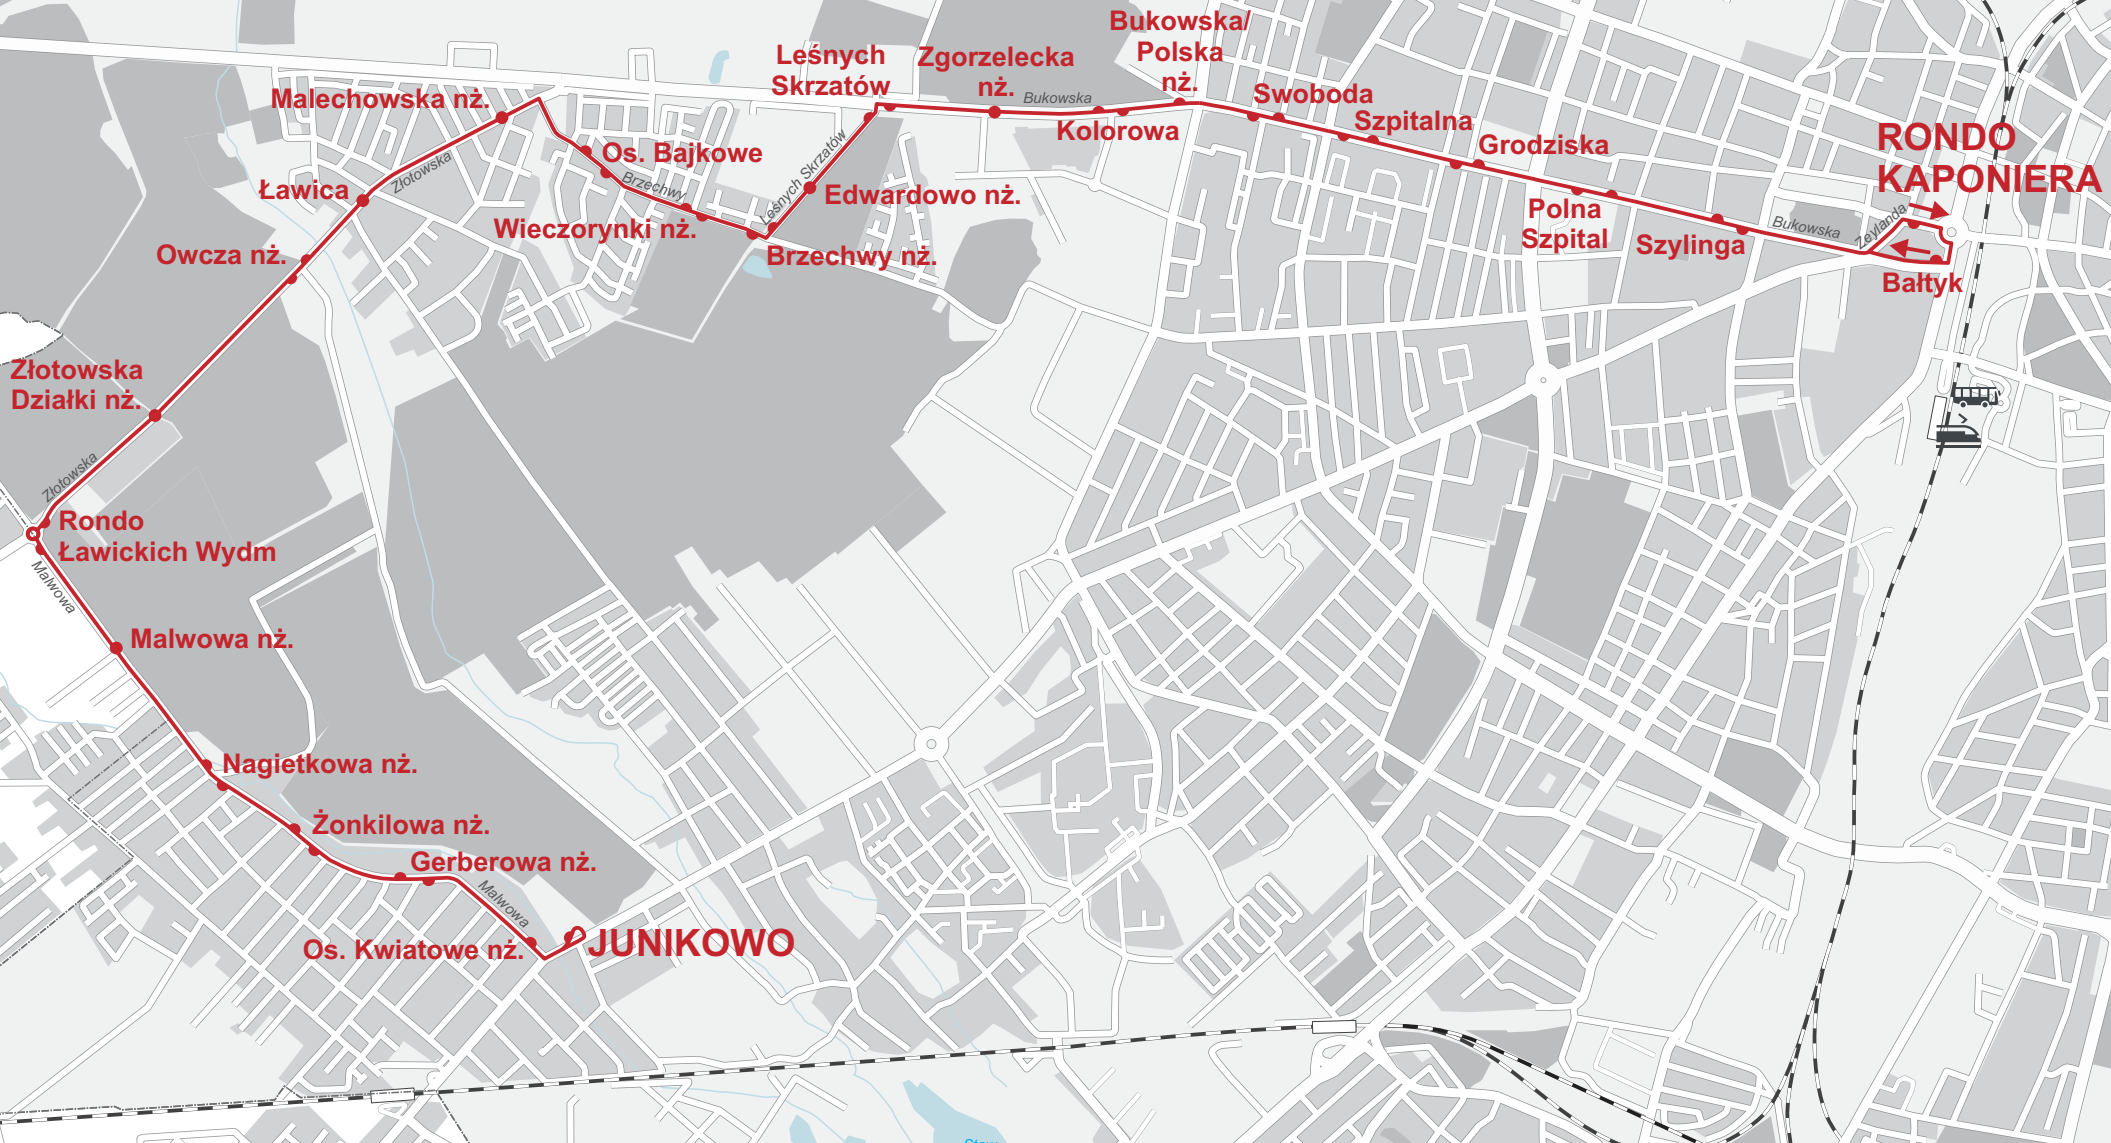 Bukowska/
Polska
nż.
Leśnych
Skrzatów
Zgorzelecka
nż.
Bukowska
Malechowska nż.
Swoboda
Szpitalna
Kolorowa
Grodziska
RONDO
KAPONIERA
Os. Bajkowe
Złotowska
Brzechwy
Leśnych Skrzatów
Ławica
Edwardowo nż.
Polna
Szpital
Bukowska
Zeylanda
Wieczorynki nż.
Szylinga
Owcza nż.
Brzechwy nż.
Bałtyk
Złotowska
Działki nż.
Złotowska
Rondo
Ławickich Wydm
Malwowa
Malwowa nż.
Nagietkowa nż.
Żonkilowa nż.
Gerberowa nż.
Malwowa
Os. Kwiatowe nż.
JUNIKOWO